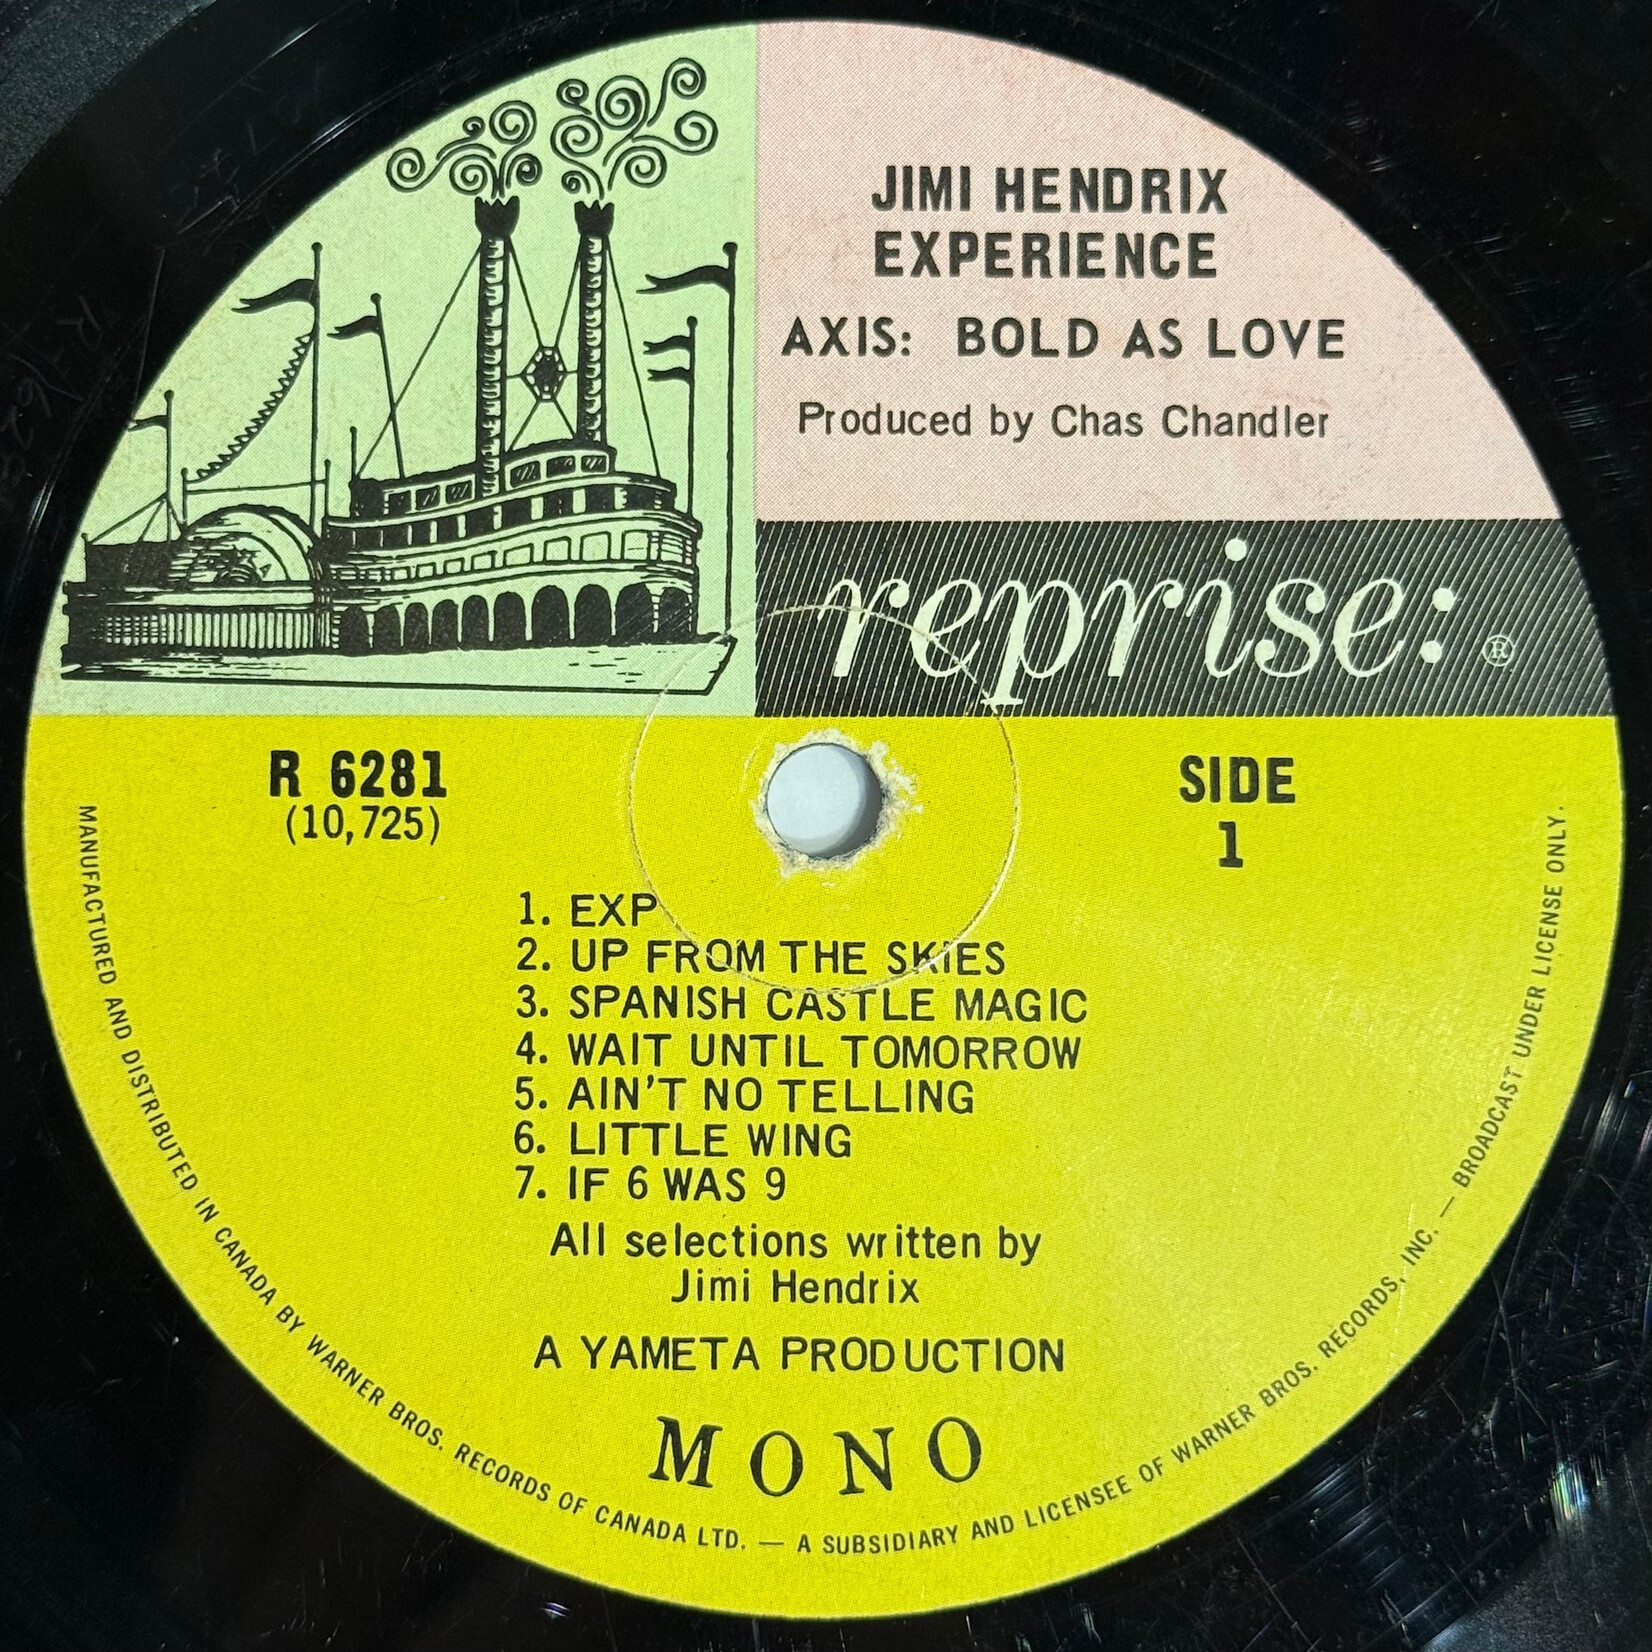 JIMI HENDRIX
EXPERIENCE
AXIS: BOLD AS LOVE
Produced by Chas Chandler
reprise: ®
R 6281
(10,725)
SIDE
1
1. EXP
2. UP FROM THE SKIES
3. SPANISH CASTLE MAGIC
4. WAIT UNTIL TOMORROW
5. AIN'T NO TELLING
6. LITTLE WING
7. IF 6 WAS 9
All selections written by
Jimi Hendrix
A YAMETA PRODUCTION
MONO
MANUFACTURED AND DISTRIBUTED IN CANADA BY WARNER BROS. RECORDS OF CANADA LTD. — A SUBSIDIARY AND LICENSEE OF WARNER BROS. RECORDS, INC. — BROADCAST UNDER LICENSE ONLY.